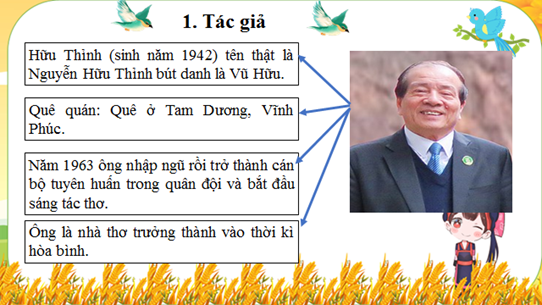 1. Tác giả
Hữu Thỉnh (sinh năm 1942) tên thật là
Nguyễn Hữu Thỉnh bút danh là Vũ Hữu.
Quê quán: Quê ở Tam Dương, Vĩnh
Phúc.
Năm 1963 ông nhập ngũ rồi trở thành cán
bộ tuyên huấn trong quân đội và bắt đầu
sáng tác thơ.
Ông là nhà thơ trưởng thành vào thời kì
hòa bình.